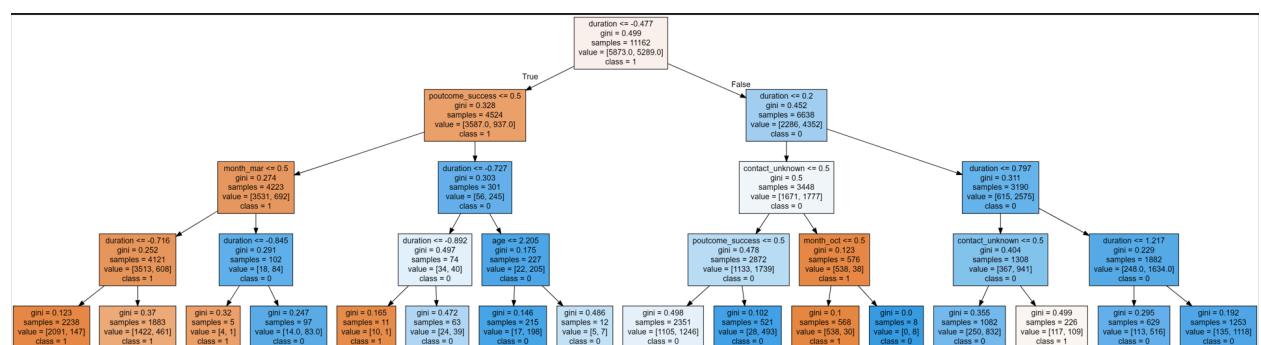 duration <= -0.477
gini = 0.499
samples = 11162
value = [5873.0, 5289.0]
class = 1
True
False
poutcome_success <= 0.5
gini = 0.328
samples = 4524
value = [3587.0, 937.0]
class = 1
duration <= 0.2
gini = 0.452
samples = 6638
value = [2286, 4352]
class = 0
month_mar <= 0.5
gini = 0.274
samples = 4223
value = [3531, 692]
class = 1
duration <= -0.727
gini = 0.303
samples = 301
value = [56, 245]
class = 0
contact_unknown <= 0.5
gini = 0.5
samples = 3448
value = [1671, 1777]
class = 0
duration <= 0.797
gini = 0.311
samples = 3190
value = [615, 2575]
class = 0
duration <= -0.716
gini = 0.252
samples = 4121
value = [3513, 608]
class = 1
duration <= -0.845
gini = 0.291
samples = 102
value = [18, 84]
class = 0
duration <= -0.892
gini = 0.497
samples = 74
value = [34, 40]
class = 0
age <= 2.205
gini = 0.175
samples = 227
value = [22, 205]
class = 0
poutcome_success <= 0.5
gini = 0.478
samples = 2872
value = [1133, 1739]
class = 0
month_oct <= 0.5
gini = 0.123
samples = 576
value = [538, 38]
class = 1
contact_unknown <= 0.5
gini = 0.404
samples = 1308
value = [367, 941]
class = 0
duration <= 1.217
gini = 0.229
samples = 1882
value = [248.0, 1634.0]
class = 0
gini = 0.123
samples = 2238
value = [2091, 147]
class = 1
gini = 0.37
samples = 1883
value = [1422, 461]
class = 1
gini = 0.32
samples = 5
value = [4, 1]
class = 1
gini = 0.247
samples = 97
value = [14.0, 83.0]
class = 0
gini = 0.165
samples = 11
value = [10, 1]
class = 1
gini = 0.472
samples = 63
value = [24, 39]
class = 0
gini = 0.146
samples = 215
value = [17, 198]
class = 0
gini = 0.486
samples = 12
value = [5, 7]
class = 0
gini = 0.498
samples = 2351
value = [1105, 1246]
class = 0
gini = 0.102
samples = 521
value = [28, 493]
class = 0
gini = 0.1
samples = 568
value = [538, 30]
class = 1
gini = 0.0
samples = 8
value = [0, 8]
class = 0
gini = 0.355
samples = 1082
value = [250, 832]
class = 0
gini = 0.499
samples = 226
value = [117, 109]
class = 1
gini = 0.295
samples = 629
value = [113, 516]
class = 0
gini = 0.192
samples = 1253
value = [135, 1118]
class = 0